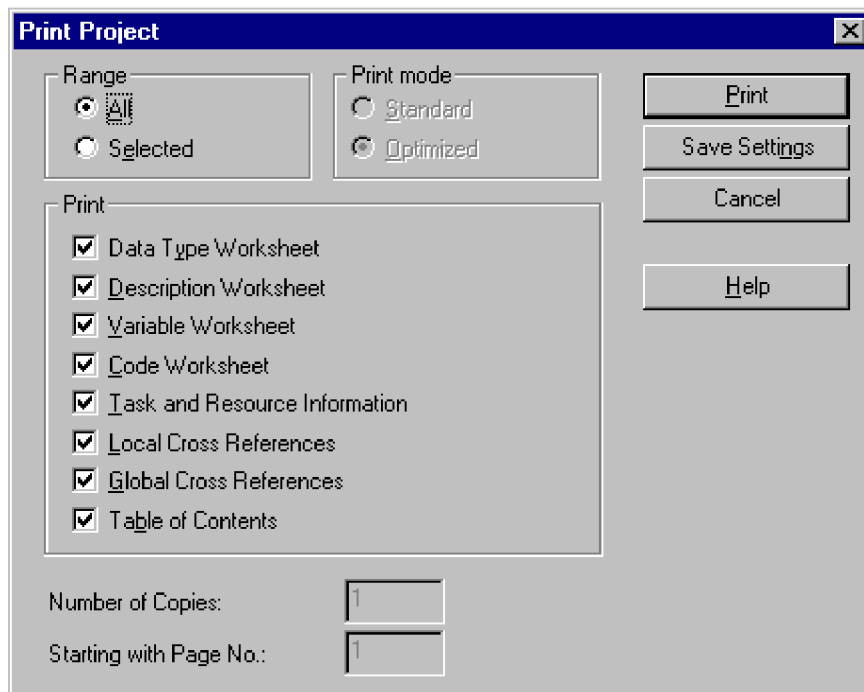 Print Project
Range
All
Selected
Print mode
Standard
Optimized
Print
Save Settings
Cancel
Help
Print
Data Type Worksheet
Description Worksheet
Variable Worksheet
Code Worksheet
Task and Resource Information
Local Cross References
Global Cross References
Table of Contents
Number of Copies: 1
Starting with Page No.: 1